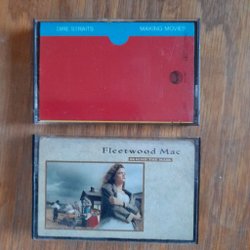 DIRE STRAITS MAKING MOVIES
Fleetwood Mac
BEHIND THE MASK